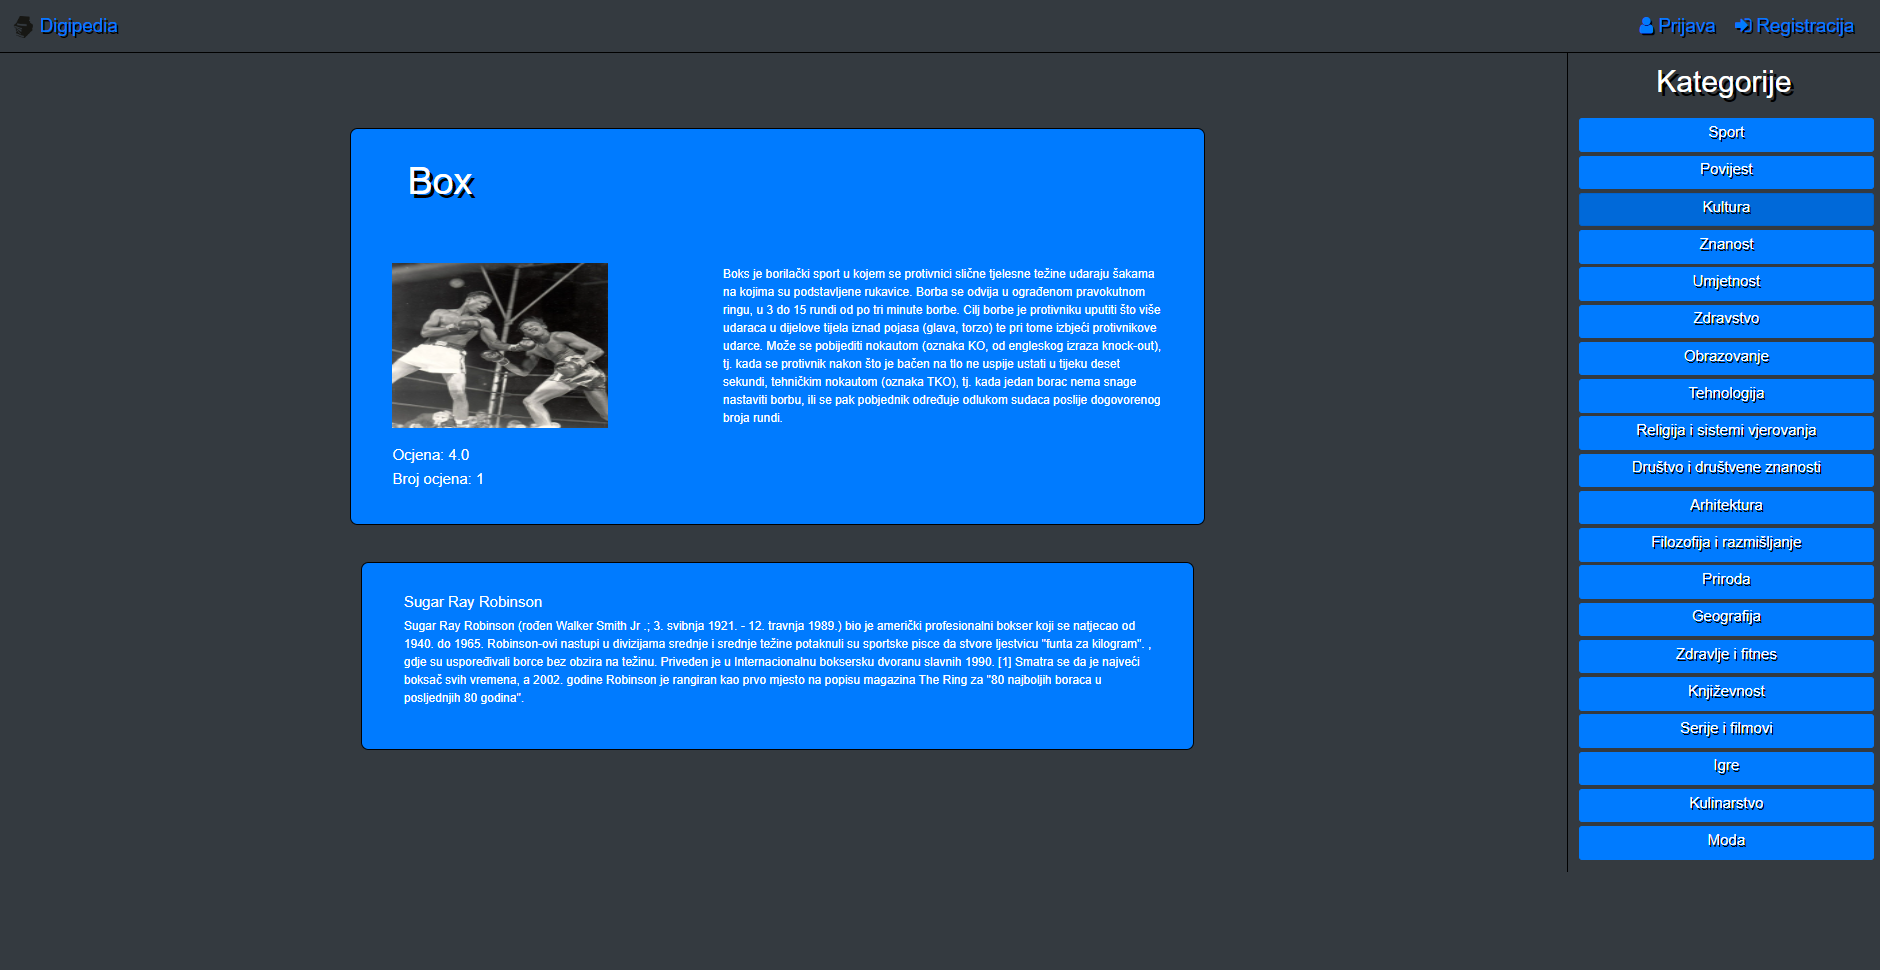 Digipedia
Prijava
Registracija
Kategorije
Sport
Povijest
Kultura
Znanost
Umjetnost
Zdravstvo
Obrazovanje
Tehnologija
Religija i sistemi vjerovanja
Društvo i društvene znanosti
Arhitektura
Filozofija i razmišljanje
Priroda
Geografija
Zdravlje i fitnes
Književnost
Serije i filmovi
Igre
Kulinarstvo
Moda
Box
Boks je borilački sport u kojem se protivnici slične tjelesne težine udaraju šakama
na kojima su podstavljene rukavice. Borba se odvija u ograđenom pravokutnom
ringu, u 3 do 15 rundi od po tri minute borbe. Cilj borbe je protivniku uputiti što više
udaraca u dijelove tijela iznad pojasa (glava, torzo) te pri tome izbjeći protivnikove
udarce. Može se pobijediti nokautom (oznaka KO, od engleskog izraza knock-out),
tj. kada se protivnik nakon što je bačen na tlo ne uspije ustati u tijeku deset
sekundi, tehničkim nokautom (oznaka TKO), tj. kada jedan borac nema snage
nastaviti borbu, ili se pak pobjednik određuje odlukom sudaca poslije dogovorenog
broja rundi.
Ocjena: 4.0
Broj ocjena: 1
Sugar Ray Robinson
Sugar Ray Robinson (rođen Walker Smith Jr .; 3. svibnja 1921. - 12. travnja 1989.) bio je američki profesionalni bokser koji se natjecao od
1940. do 1965. Robinson-ovi nastupi u divizijama srednje i srednje težine potaknuli su sportske pisce da stvore ljestvicu "funta za kilogram". ,
gdje su uspoređivali borce bez obzira na težinu. Priveden je u Internacionalnu boksersku dvoranu slavnih 1990. [1] Smatra se da je najveći
boksač svih vremena, a 2002. godine Robinson je rangiran kao prvo mjesto na popisu magazina The Ring za "80 najboljih boraca u
posljednjih 80 godina".